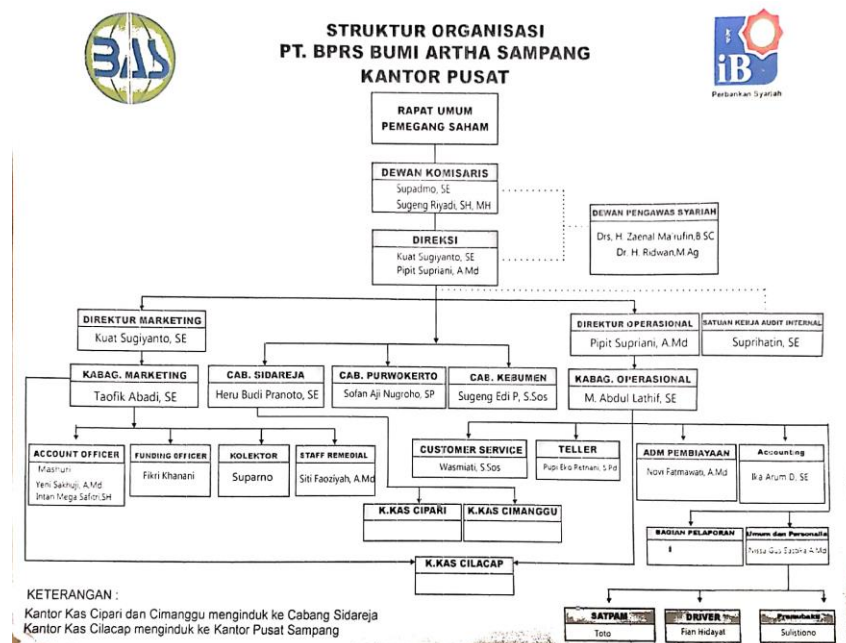 BAS
STRUKTUR ORGANISASI
PT. BPRS BUMI ARTHA SAMPANG
KANTOR PUSAT
iB
Perbankan Syariah
RAPAT UMUM
PEMEGANG SAHAM
DEWAN KOMISARIS
Supadmo, SE
Sugeng Riyadi, SH, MH
DEWAN PENGAWAS SYARIAH
Drs, H. Zaenal Ma'rufin,B.SC
Dr. H. Ridwan,M.Ag
DIREKSI
Kuat Sugiyanto, SE
Pipit Supriani, A.Md
DIREKTUR MARKETING
Kuat Sugiyanto, SE
DIREKTUR OPERASIONAL
Pipit Supriani, A.Md
SATUAN KERJA AUDIT INTERNAL
Suprihatin, SE
KABAG. MARKETING
Taofik Abadi, SE
CAB. SIDAREJA
Heru Budi Pranoto, SE
CAB. PURWOKERTO
Sofan Aji Nugroho, SP
CAB. KEBUMEN
Sugeng Edi P, S.Sos
KABAG. OPERASIONAL
M. Abdul Lathif, SE
ACCOUNT OFFICER
Masruri
Yeni Saknuji, A.Md
Intan Mega Safitri,SH
FUNDING OFFICER
Fikri Khanani
KOLEKTOR
Suparno
STAFF REMEDIAL
Siti Faoziyah, A.Md
CUSTOMER SERVICE
Wasmiati, S.Sos
TELLER
Pupi Eko Retnani, S.Pd
ADM PEMBIAYAAN
Novi Fatmawati, A.Md
Accounting
Ika Arum D, SE
K.KAS CIPARI
K.KAS CIMANGGU
BAGIAN PELAPORAN
Umum dan Personalia
A.Md
K.KAS CILACAP
KETERANGAN :
Kantor Kas Cipari dan Cimanggu menginduk ke Cabang Sidareja
Kantor Kas Cilacap menginduk ke Kantor Pusat Sampang
SATPAM
Toto
DRIVER
Fian Hidayat
Pramubakti
Sulistiono